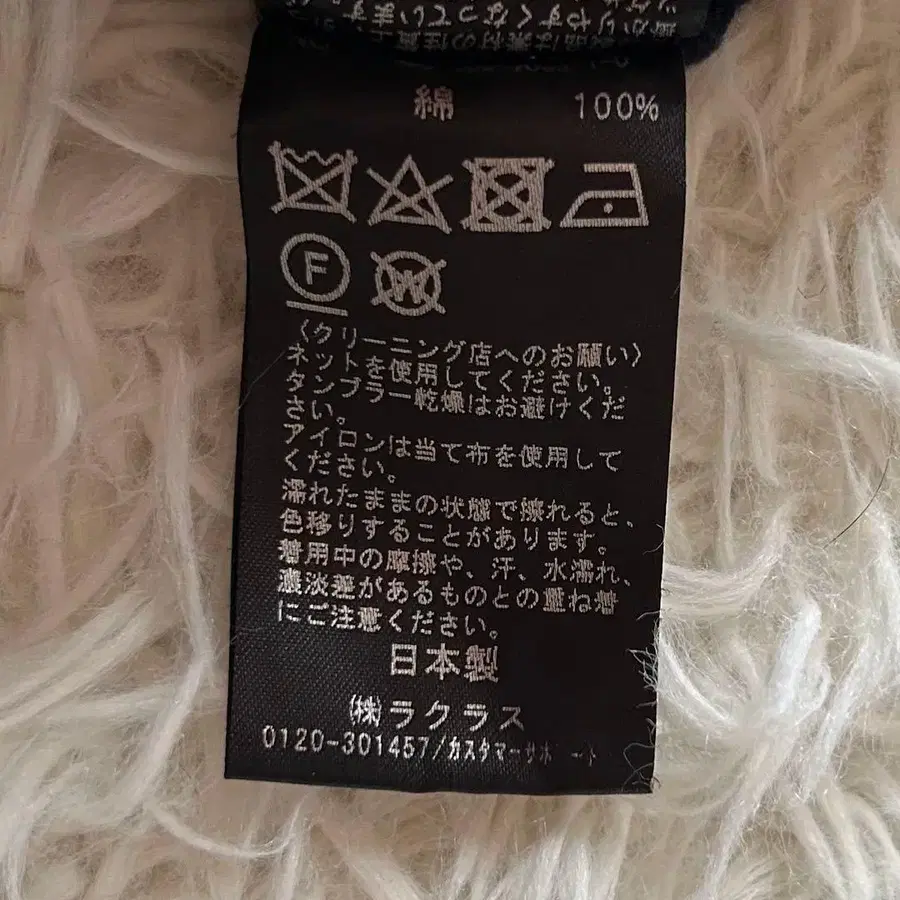 綿 100%
F
W
〈クリーニング店へのお願い〉
ネットを使用してください。
タンブラー乾燥はお避けくだ
さい。
アイロンは当て布を使用して
ください。
濡れたままの状態で擦れると、
色移りすることがあります。
着用中の摩擦や、汗、水濡れ、
濃淡差があるものとの重ね着
にご注意ください。
日本製
㈱ラクラス
0120-301457/カスタマーサポート